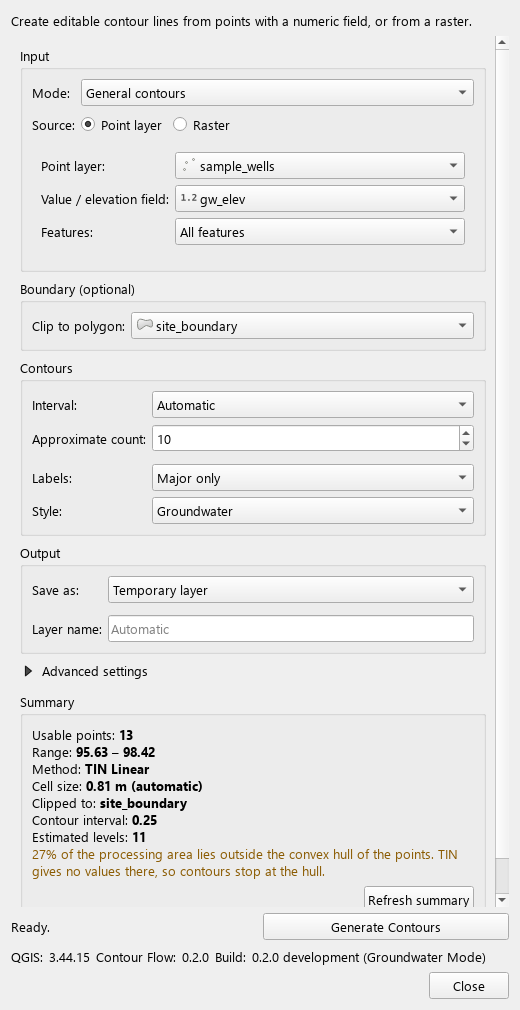 Create editable contour lines from points with a numeric field, or from a raster.
Input
Mode: General contours
Source: Point layer Raster
Point layer: sample_wells
Value / elevation field: 1.2 gw_elev
Features: All features
Boundary (optional)
Clip to polygon: site_boundary
Contours
Interval: Automatic
Approximate count: 10
Labels: Major only
Style: Groundwater
Output
Save as: Temporary layer
Layer name: Automatic
Advanced settings
Summary
Usable points: 13
Range: 95.63 – 98.42
Method: TIN Linear
Cell size: 0.81 m (automatic)
Clipped to: site_boundary
Contour interval: 0.25
Estimated levels: 11
27% of the processing area lies outside the convex hull of the points. TIN
gives no values there, so contours stop at the hull.
Refresh summary
Ready. Generate Contours
QGIS: 3.44.15 Contour Flow: 0.2.0 Build: 0.2.0 development (Groundwater Mode)
Close